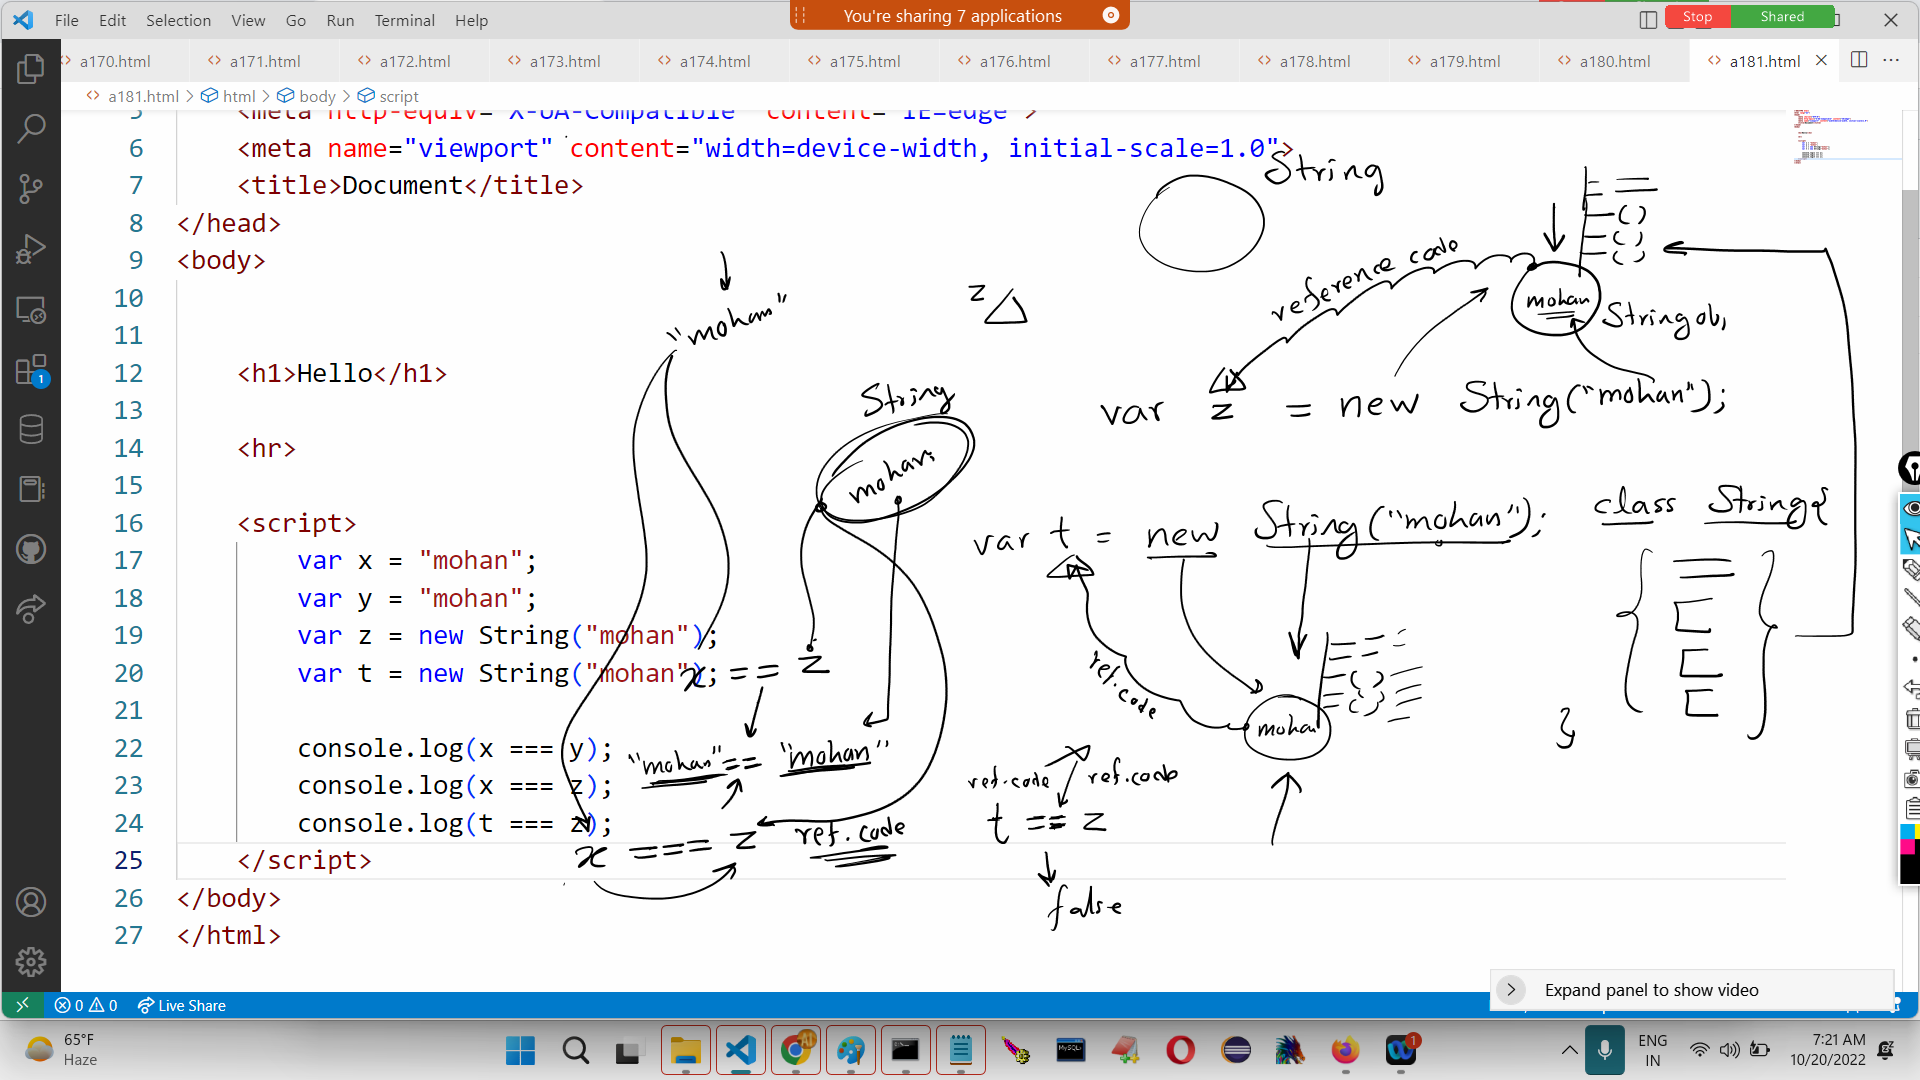 File Edit Selection View Go Run Terminal Help
You're sharing 7 applications
Stop Shared
a170.html a171.html a172.html a173.html a174.html a175.html a176.html a177.html a178.html a179.html a180.html a181.html
a181.html > html > body > script
5 <meta http-equiv="X-UA-Compatible" content="IE=edge">
6 <meta name="viewport" content="width=device-width, initial-scale=1.0">
7 <title>Document</title>
8 </head>
9 <body>
10
11
12 <h1>Hello</h1>
13
14 <hr>
15
16 <script>
17 var x = "mohan";
18 var y = "mohan";
19 var z = new String("mohan");
20 var t = new String("mohan");
21
22 console.log(x === y);
23 console.log(x === z);
24 console.log(t === z);
25 </script>
26 </body>
27 </html>
String
reference code
mohan
String obj
z
"mohan"
var z = new String("mohan");
String
mohan
var t = new String("mohan");
class String{
}
x == z
ref.code
mohan
"mohan" == "mohan"
ref.code ref.code
t == z
x === z ref.code
false
Expand panel to show video
0 0 Live Share
1
65°F
Haze
ENG
IN
7:21 AM
10/20/2022
1